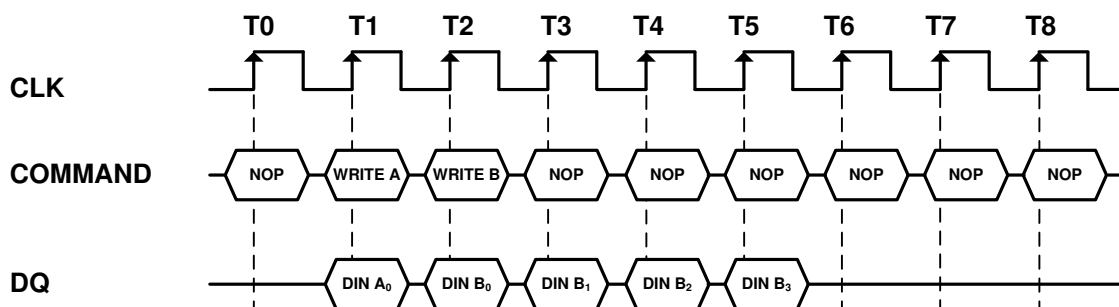 T0 T1 T2 T3 T4 T5 T6 T7 T8
CLK
COMMAND NOP WRITE A WRITE B NOP NOP NOP NOP NOP NOP
DQ DIN A₀ DIN B₀ DIN B₁ DIN B₂ DIN B₃